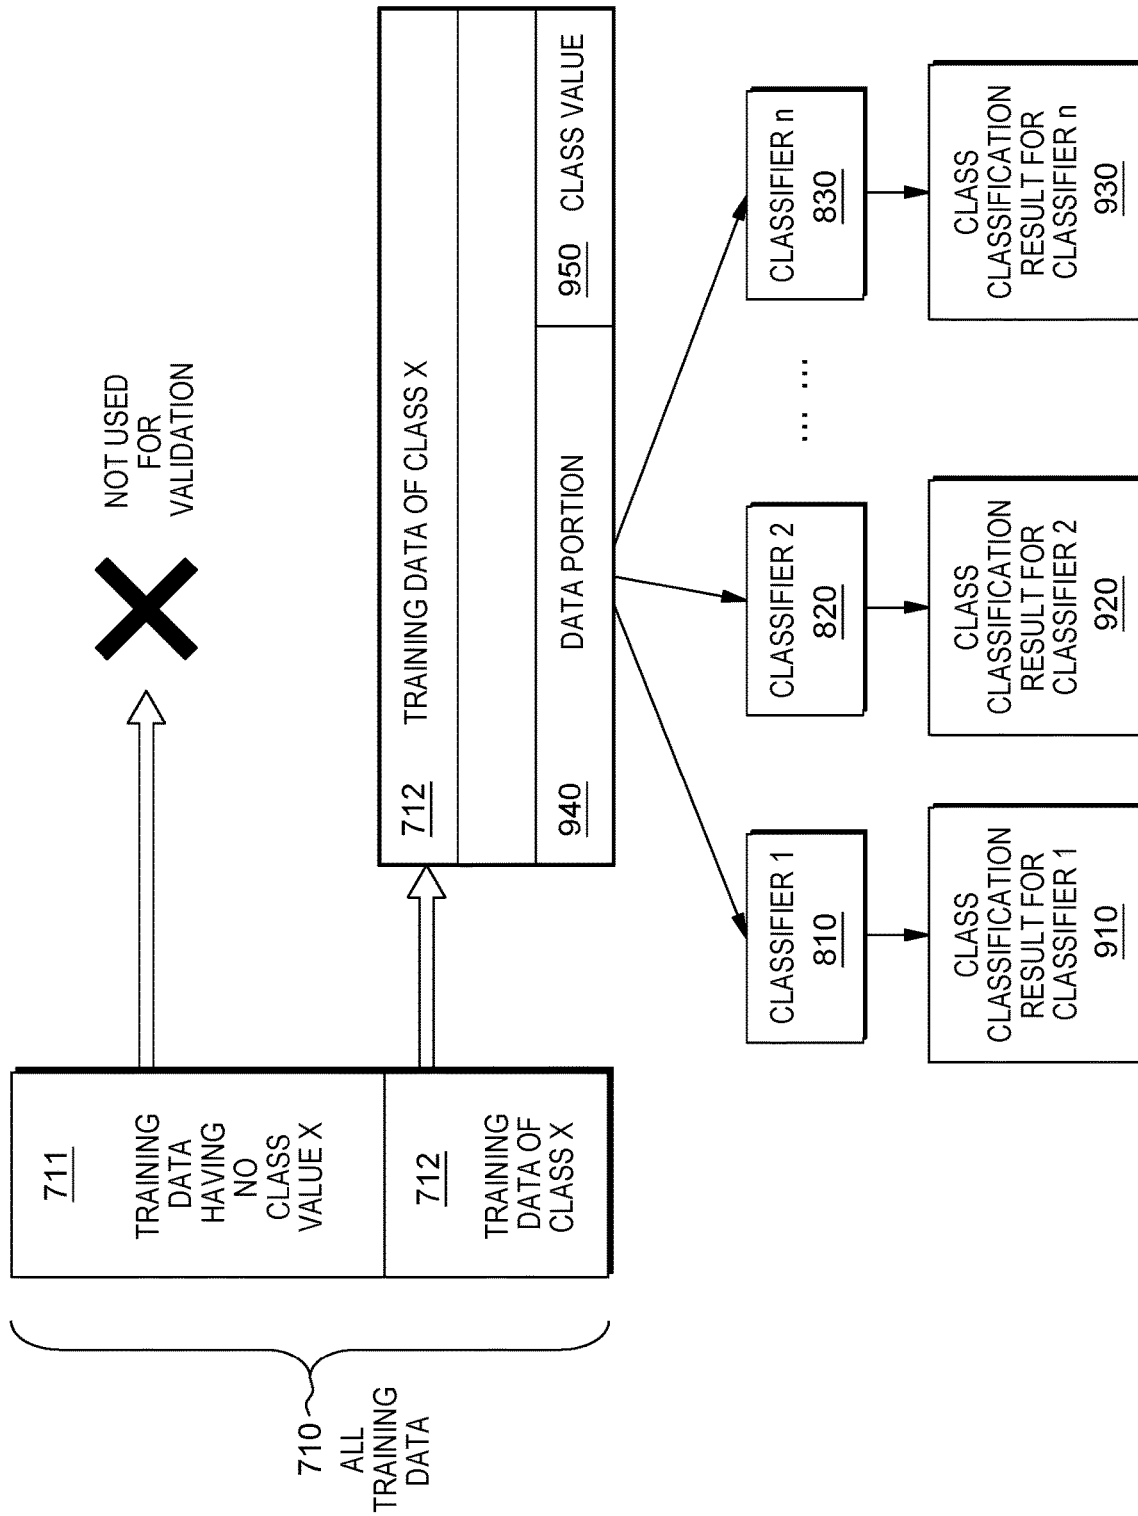 710
ALL
TRAINING
DATA
711
TRAINING
DATA
HAVING
NO
CLASS
VALUE X
712
TRAINING
DATA OF
CLASS X
NOT USED
FOR
VALIDATION
712 TRAINING DATA OF CLASS X
940 DATA PORTION
950 CLASS VALUE
CLASSIFIER 1
810
CLASSIFIER 2
820
... ...
CLASSIFIER n
830
CLASS
CLASSIFICATION
RESULT FOR
CLASSIFIER 1
910
CLASS
CLASSIFICATION
RESULT FOR
CLASSIFIER 2
920
CLASS
CLASSIFICATION
RESULT FOR
CLASSIFIER n
930